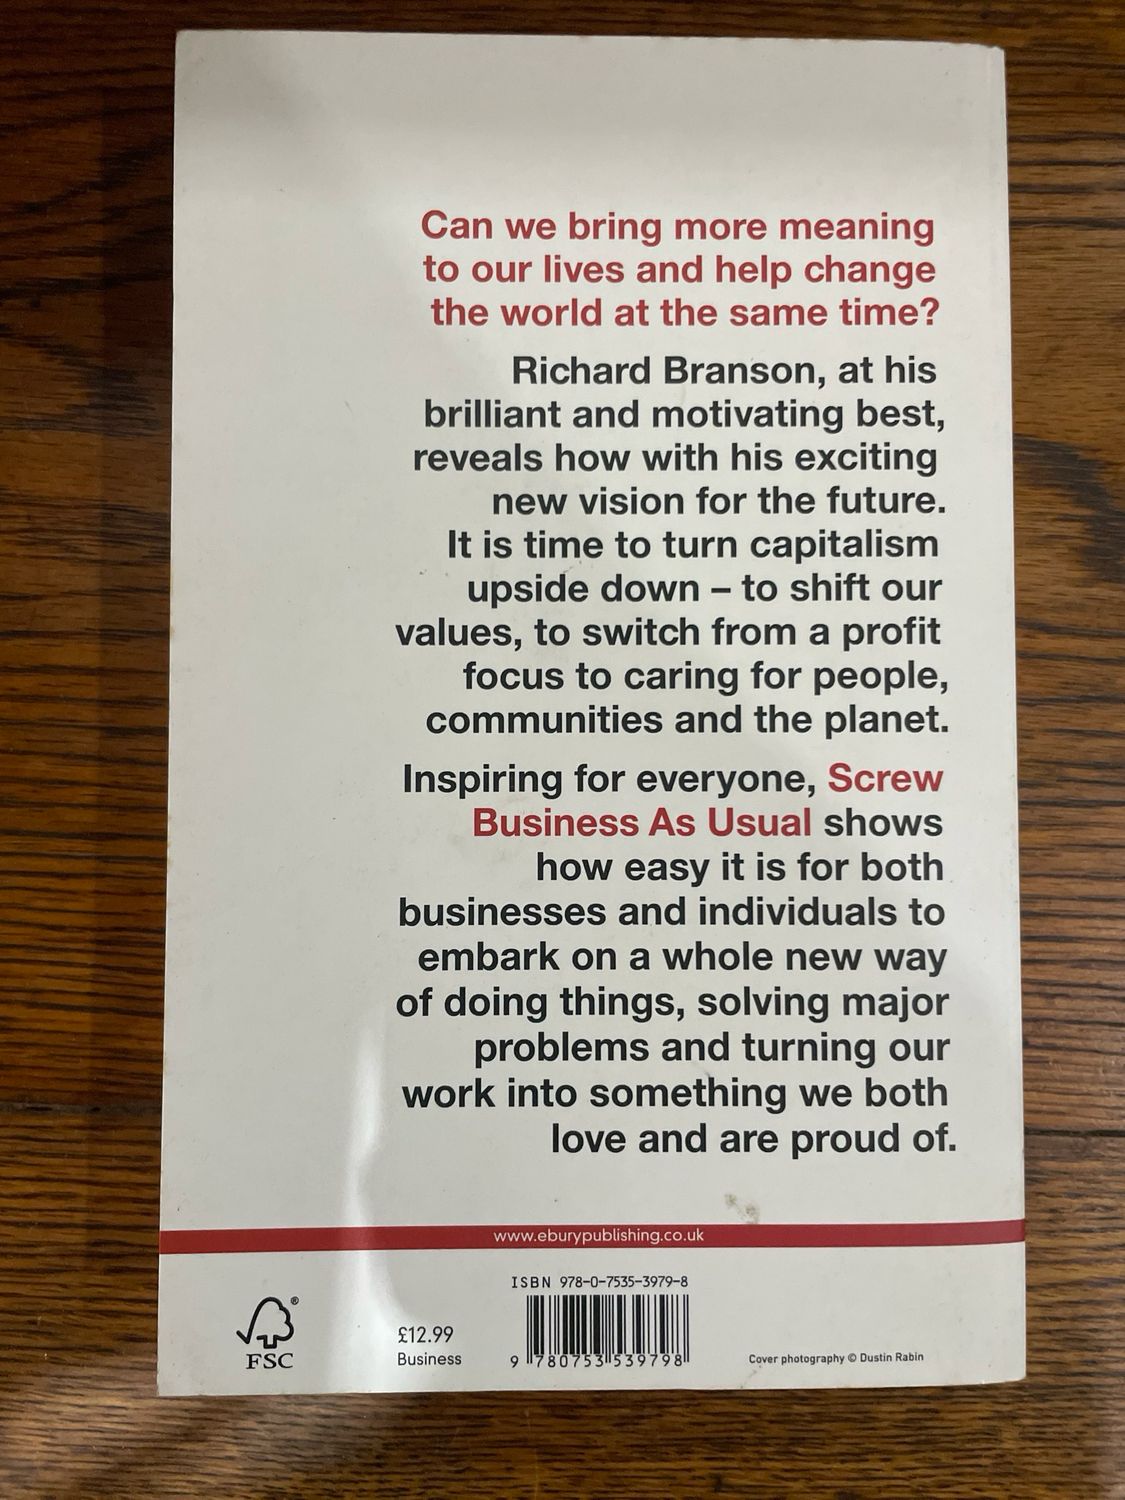 Can we bring more meaning
to our lives and help change
the world at the same time?
Richard Branson, at his
brilliant and motivating best,
reveals how with his exciting
new vision for the future.
It is time to turn capitalism
upside down – to shift our
values, to switch from a profit
focus to caring for people,
communities and the planet.
Inspiring for everyone, Screw
Business As Usual shows
how easy it is for both
businesses and individuals to
embark on a whole new way
of doing things, solving major
problems and turning our
work into something we both
love and are proud of.
www.eburypublishing.co.uk
ISBN 978-0-7535-3979-8
®
FSC
£12.99
Business
9 780753 539798
Cover photography © Dustin Rabin